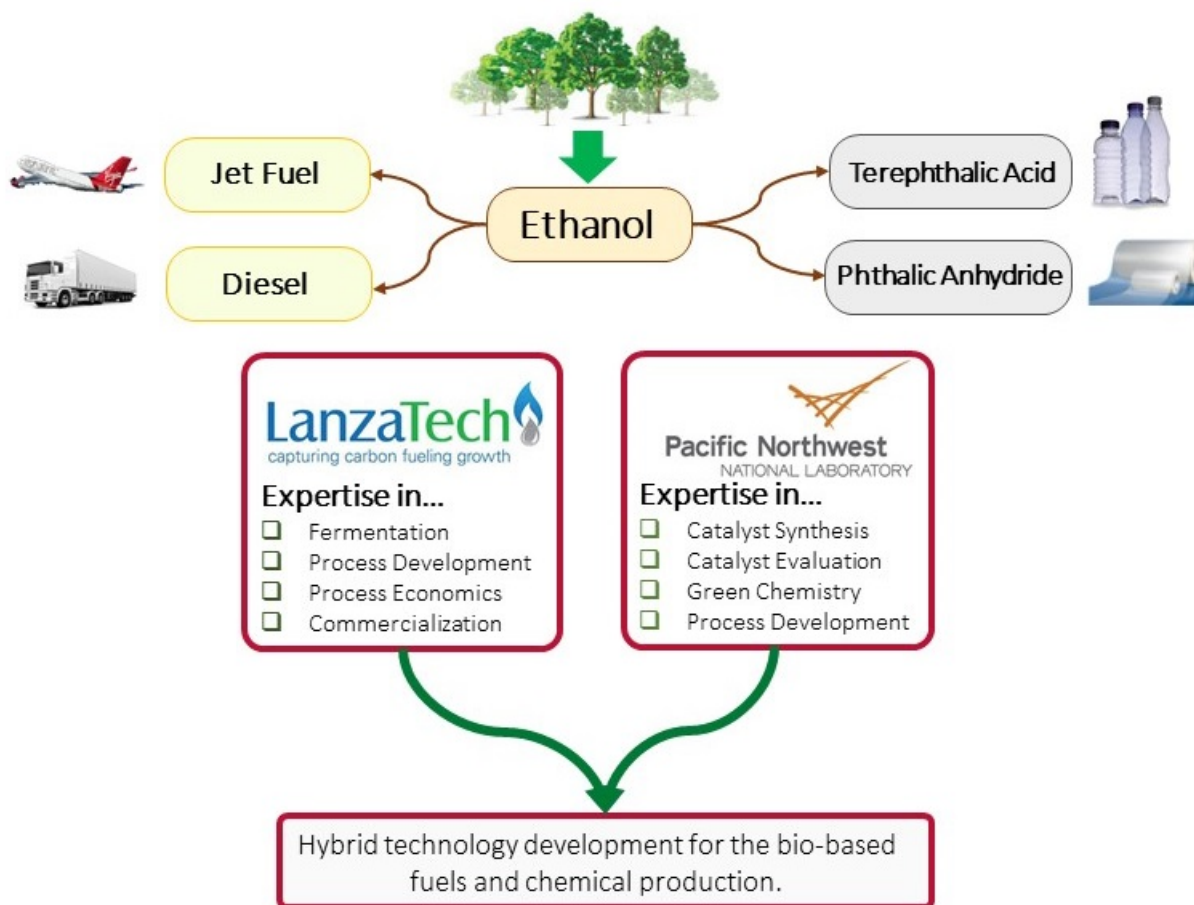 Jet Fuel
Diesel
Ethanol
Terephthalic Acid
Phthalic Anhydride
LanzaTech
capturing carbon fueling growth
Expertise in...
❑ Fermentation
❑ Process Development
❑ Process Economics
❑ Commercialization
Pacific Northwest
NATIONAL LABORATORY
Expertise in...
❑ Catalyst Synthesis
❑ Catalyst Evaluation
❑ Green Chemistry
❑ Process Development
Hybrid technology development for the bio-based
fuels and chemical production.